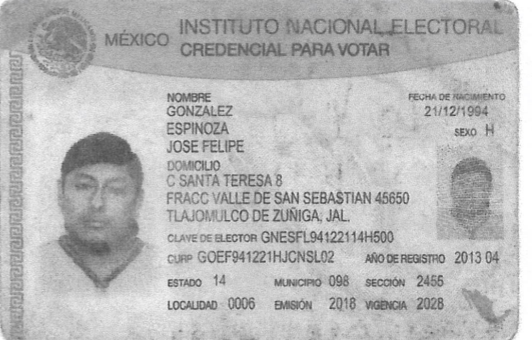 MÉXICO INSTITUTO NACIONAL ELECTORAL
CREDENCIAL PARA VOTAR
NOMBRE
GONZALEZ
ESPINOZA
JOSE FELIPE
FECHA DE NACIMIENTO
21/12/1994
SEXO H
DOMICILIO
C SANTA TERESA 8
FRACC VALLE DE SAN SEBASTIAN 45650
TLAJOMULCO DE ZUÑIGA, JAL.
CLAVE DE ELECTOR GNESFL94122114H500
CURP GOEF941221HJCNSL02 AÑO DE REGISTRO 2013 04
ESTADO 14 MUNICIPIO 098 SECCIÓN 2455
LOCALIDAD 0006 EMISIÓN 2018 VIGENCIA 2028